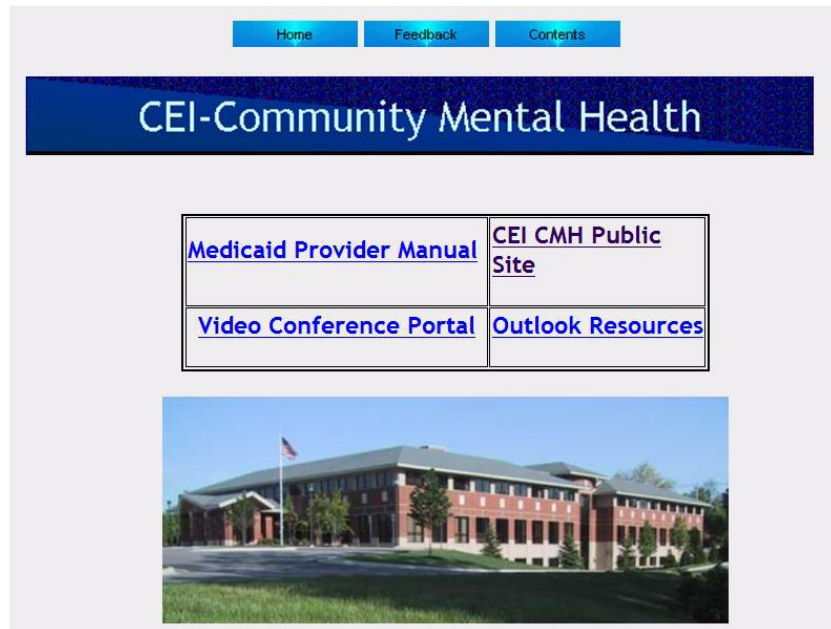 Home Feedback Contents
CEI-Community Mental Health
Medicaid Provider Manual
CEI CMH Public
Site
Video Conference Portal
Outlook Resources